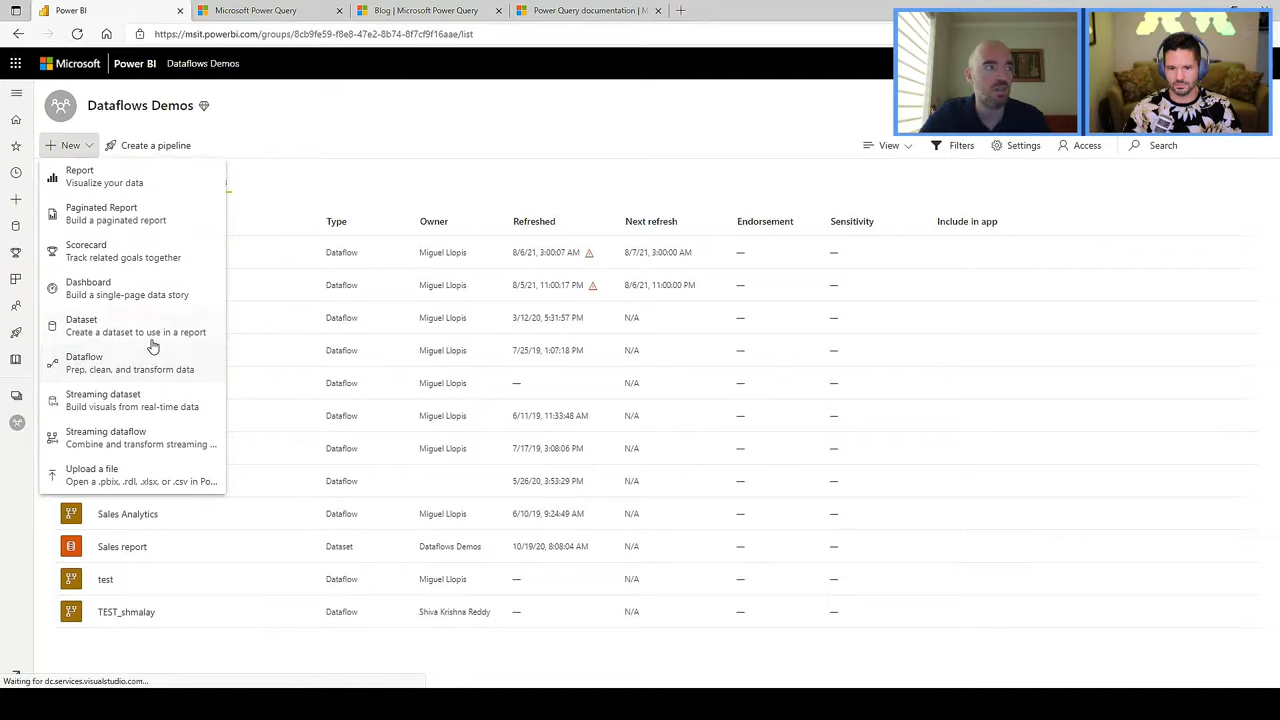 Power BI
Microsoft Power Query
Blog | Microsoft Power Query
Power Query documentation | M
https://msit.powerbi.com/groups/8cb9fe59-f8e8-47e2-8b74-8f7cf9f16aae/list
Microsoft Power BI Dataflows Demos
Dataflows Demos
New Create a pipeline View Filters Settings Access Search
Report
Visualize your data
Paginated Report
Build a paginated report
Scorecard
Track related goals together
Dashboard
Build a single-page data story
Dataset
Create a dataset to use in a report
Dataflow
Prep, clean, and transform data
Streaming dataset
Build visuals from real-time data
Streaming dataflow
Combine and transform streaming ...
Upload a file
Open a .pbix, .rdl, .xlsx, or .csv in Po...
Type Owner Refreshed Next refresh Endorsement Sensitivity Include in app
Dataflow Miguel Llopis 8/6/21, 3:00:07 AM 8/7/21, 3:00:00 AM — —
Dataflow Miguel Llopis 8/5/21, 11:00:17 PM 8/6/21, 11:00:00 PM — —
Dataflow Miguel Llopis 3/12/20, 5:31:57 PM N/A — —
Dataflow Miguel Llopis 7/25/19, 1:07:18 PM N/A — —
Dataflow Miguel Llopis — N/A — —
Dataflow Miguel Llopis 6/11/19, 11:33:48 AM N/A — —
Dataflow Miguel Llopis 7/17/19, 3:08:06 PM N/A — —
Dataflow Miguel Llopis 5/26/20, 3:53:29 PM N/A — —
Sales Analytics Dataflow Miguel Llopis 6/10/19, 9:24:49 AM N/A — —
Sales report Dataset Dataflows Demos 10/19/20, 8:08:04 AM N/A — —
test Dataflow Miguel Llopis — N/A — —
TEST_shmalay Dataflow Shiva Krishna Reddy — N/A — —
Waiting for dc.services.visualstudio.com...